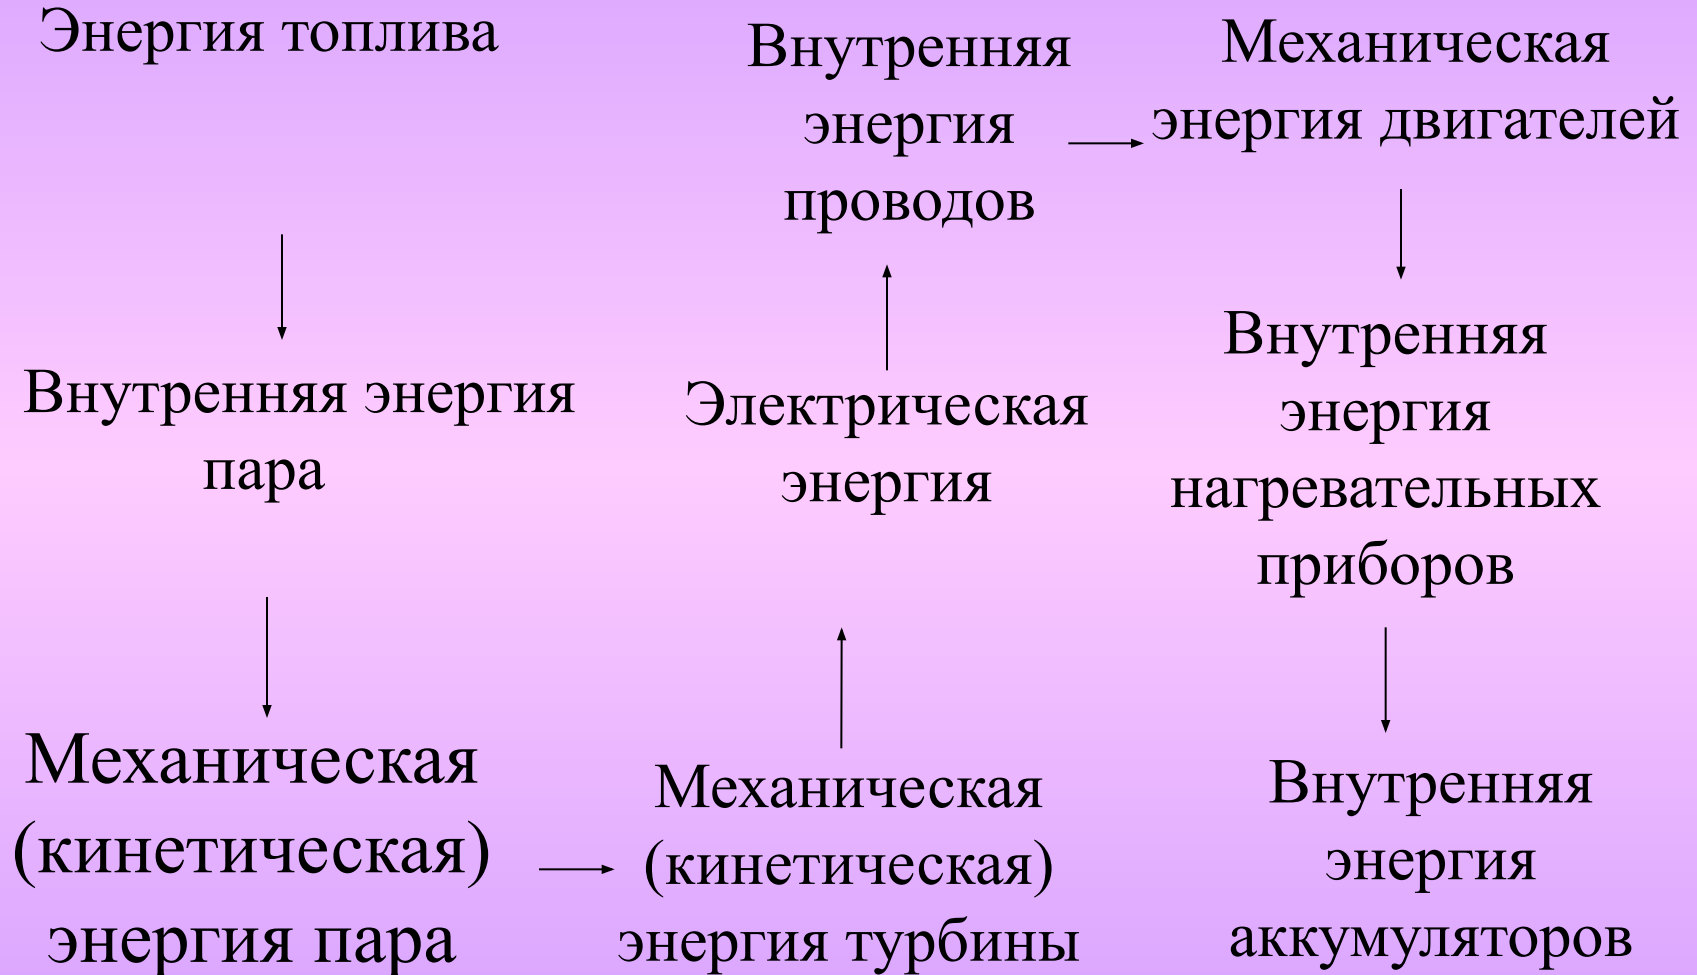 Энергия топлива
Внутренняя энергия
пара
Механическая
(кинетическая)
энергия пара
Механическая
(кинетическая)
энергия турбины
Электрическая
энергия
Внутренняя
энергия
проводов
Механическая
энергия двигателей
Внутренняя
энергия
нагревательных
приборов
Внутренняя
энергия
аккумуляторов